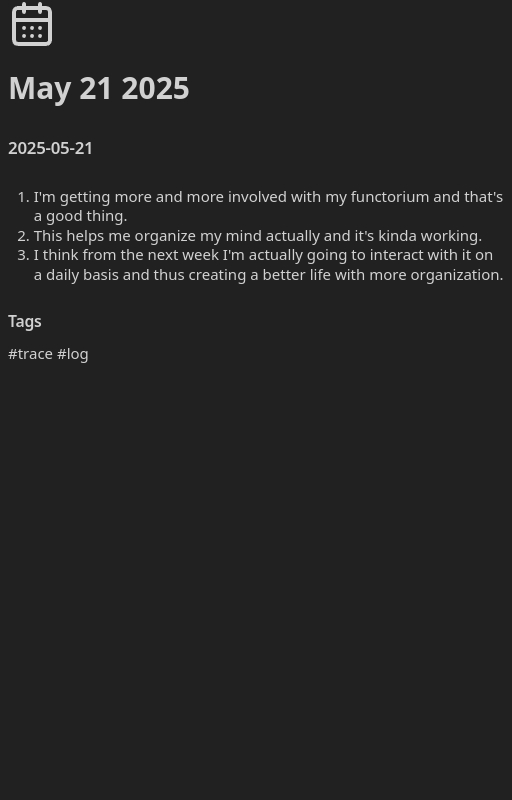 May 21 2025
2025-05-21
1. I'm getting more and more involved with my functorium and that's
a good thing.
2. This helps me organize my mind actually and it's kinda working.
3. I think from the next week I'm actually going to interact with it on
a daily basis and thus creating a better life with more organization.
Tags
#trace #log